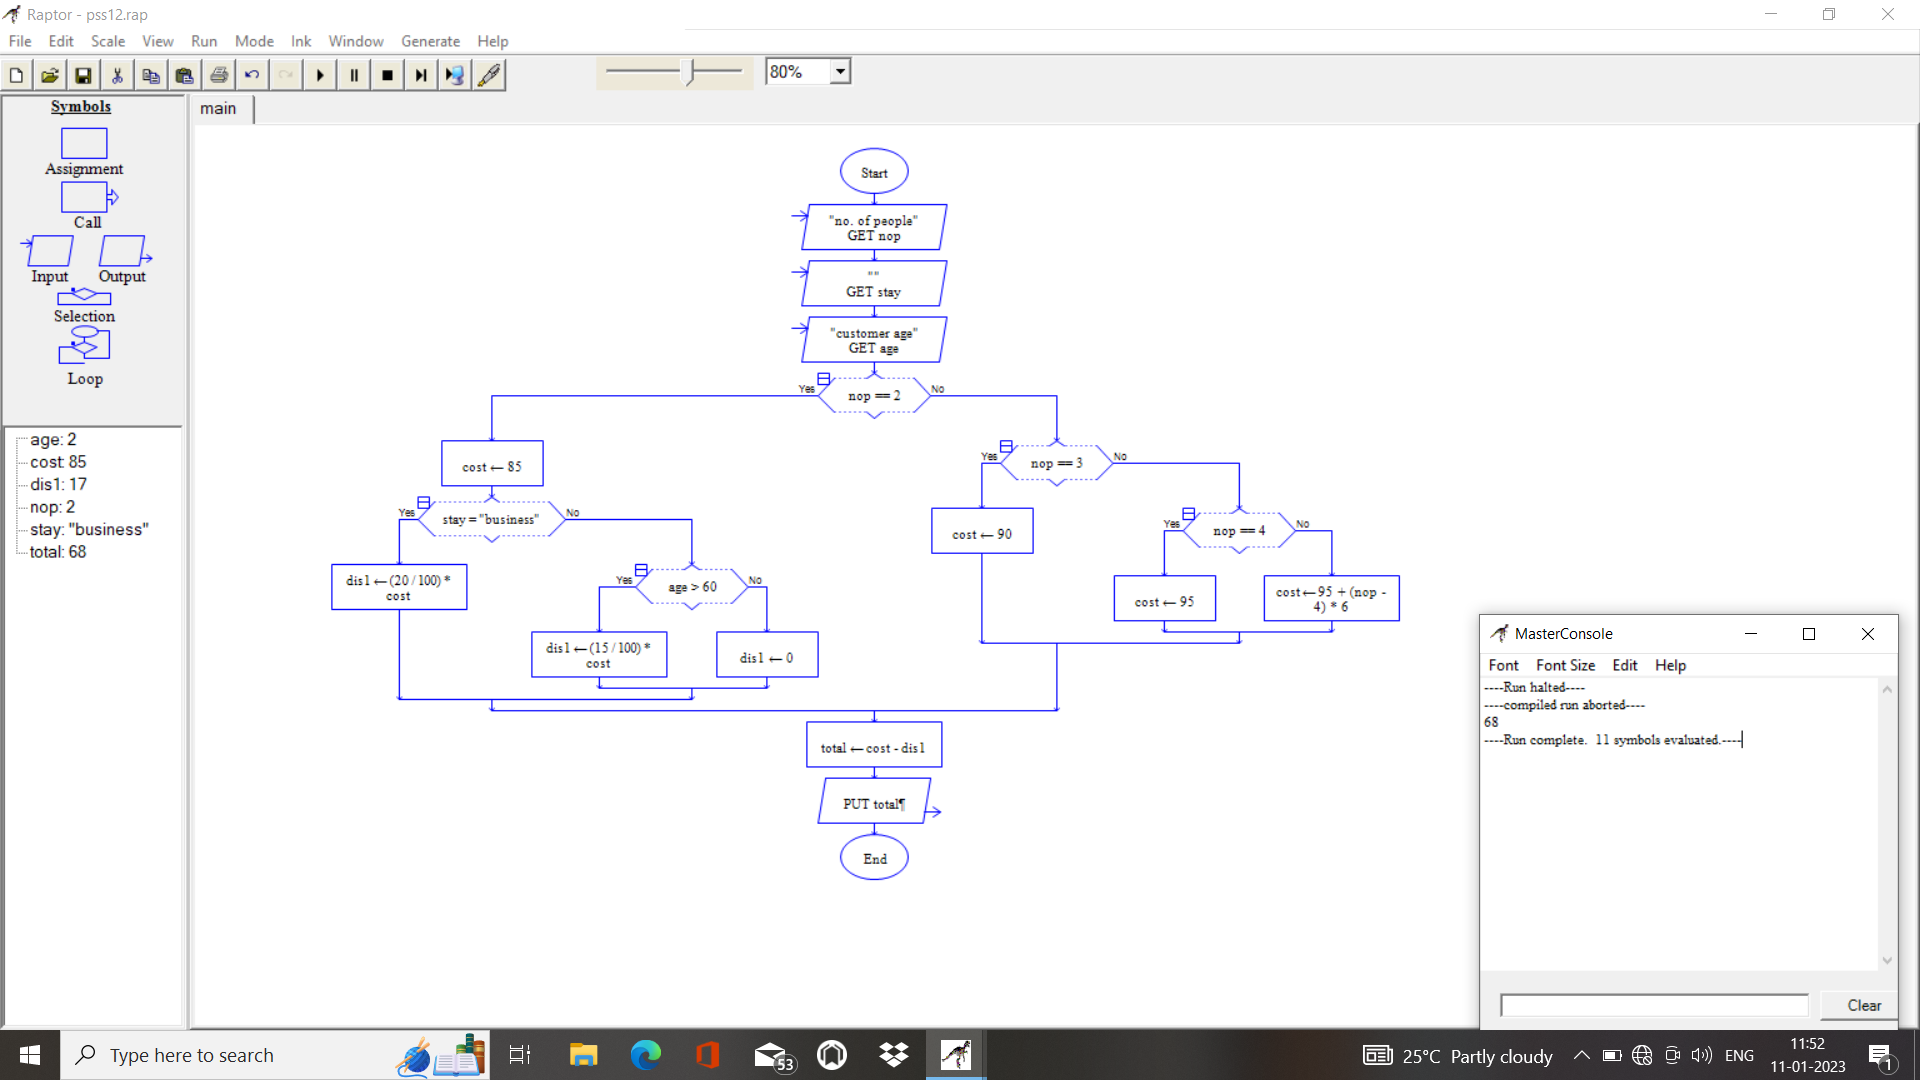 Raptor - pss12.rap
File Edit Scale View Run Mode Ink Window Generate Help
80%
Symbols
Assignment
Call
Input Output
Selection
Loop
age: 2
cost: 85
dis1: 17
nop: 2
stay: "business"
total: 68
main
Start
"no. of people"
GET nop
""
GET stay
"customer age"
GET age
Yes nop == 2 No
cost ← 85
Yes stay = "business" No
dis1 ← (20 / 100) *
cost
Yes age > 60 No
dis1 ← (15 / 100) *
cost
dis1 ← 0
Yes nop == 3 No
cost ← 90
Yes nop == 4 No
cost ← 95
cost ← 95 + (nop -
4) * 6
total ← cost - dis1
PUT total¶
End
MasterConsole
Font Font Size Edit Help
----Run halted----
----compiled run aborted----
68
----Run complete.  11 symbols evaluated.----
Clear
Type here to search
53
25°C Partly cloudy
ENG
11:52
11-01-2023
1